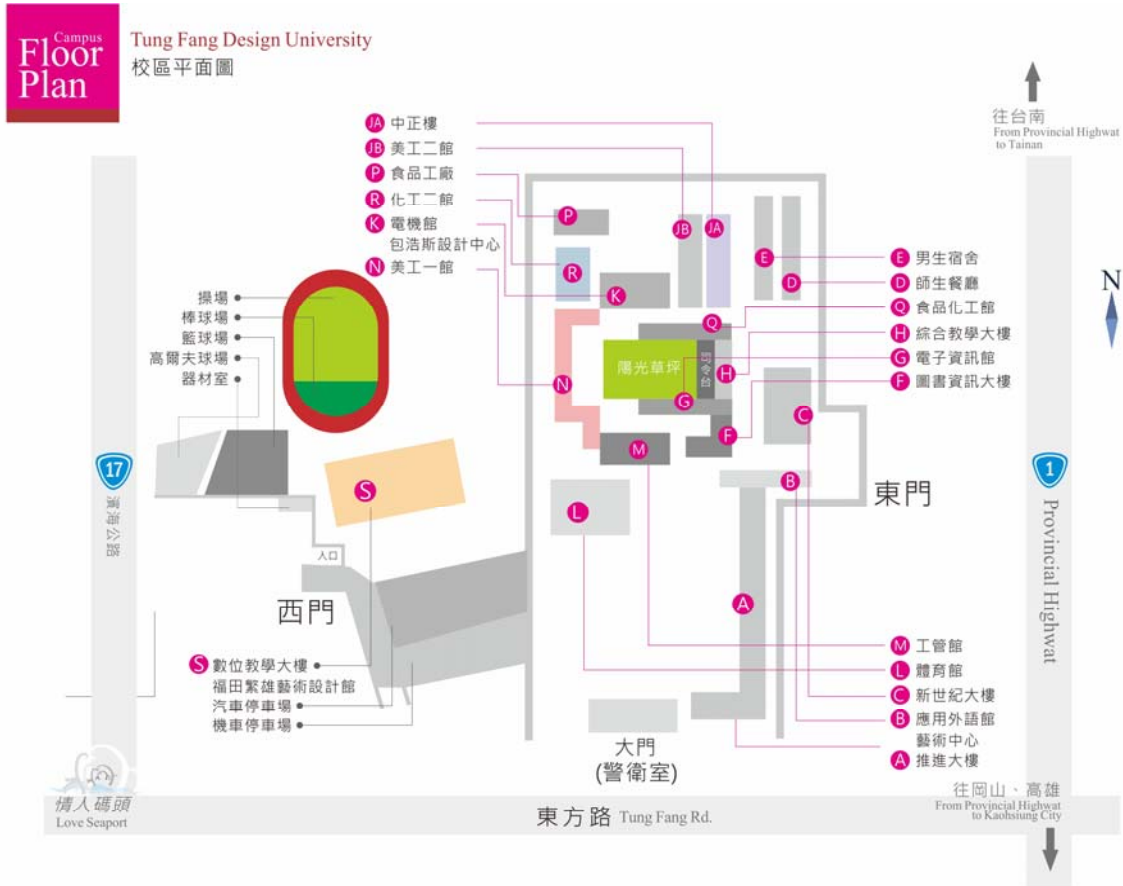 Campus
Floor
Plan
Tung Fang Design University
校區平面圖
往台南
From Provincial Highwat
to Tainan
JA 中正樓
JB 美工二館
P 食品工廠
R 化工二館
K 電機館
包浩斯設計中心
N 美工一館
P
JB
JA
R
K
E
D
Q
N
陽光草坪
司令台
H
G
F
M
C
B
L
S
A
E 男生宿舍
D 師生餐廳
Q 食品化工館
H 綜合教學大樓
G 電子資訊館
F 圖書資訊大樓
N
操場
棒球場
籃球場
高爾夫球場
器材室
17
濱海公路
1
Provincial Highwat
東門
人口
西門
S 數位教學大樓
福田繁雄藝術設計館
汽車停車場
機車停車場
M 工管館
L 體育館
C 新世紀大樓
B 應用外語館
藝術中心
A 推進大樓
大門
(警衛室)
情人碼頭
Love Seaport
東方路 Tung Fang Rd.
往岡山、高雄
From Provincial Highwat
to Kaohsiung City